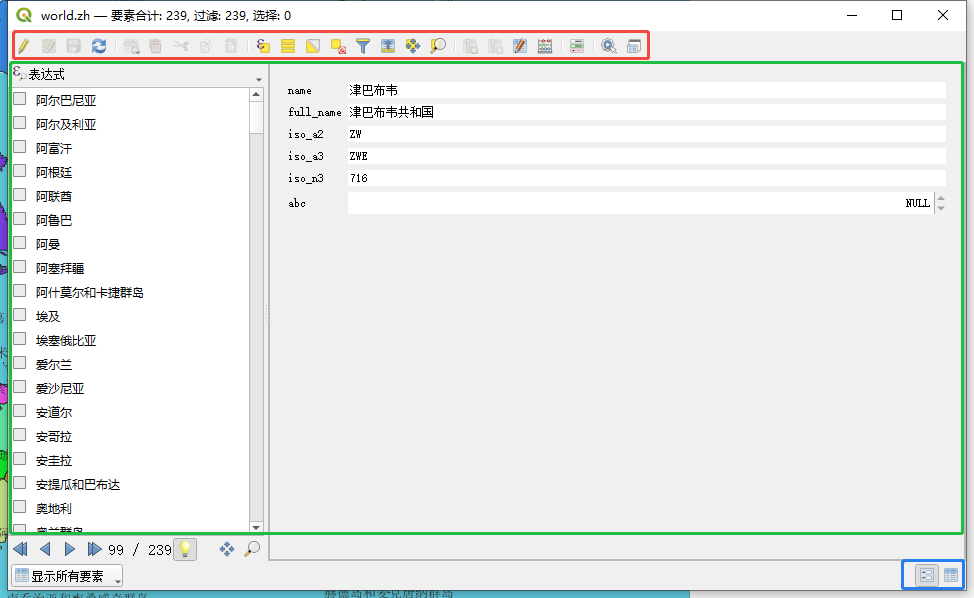 world.zh — 要素合计: 239, 过滤: 239, 选择: 0
表达式
阿尔巴尼亚
阿尔及利亚
阿富汗
阿根廷
阿联酋
阿鲁巴
阿曼
阿塞拜疆
阿什莫尔和卡捷群岛
埃及
埃塞俄比亚
爱尔兰
爱沙尼亚
安道尔
安哥拉
安圭拉
安提瓜和巴布达
奥地利
奥兰群岛
name 津巴布韦
full_name 津巴布韦共和国
iso_a2 ZW
iso_a3 ZWE
iso_n3 716
abc NULL
99 / 239
显示所有要素